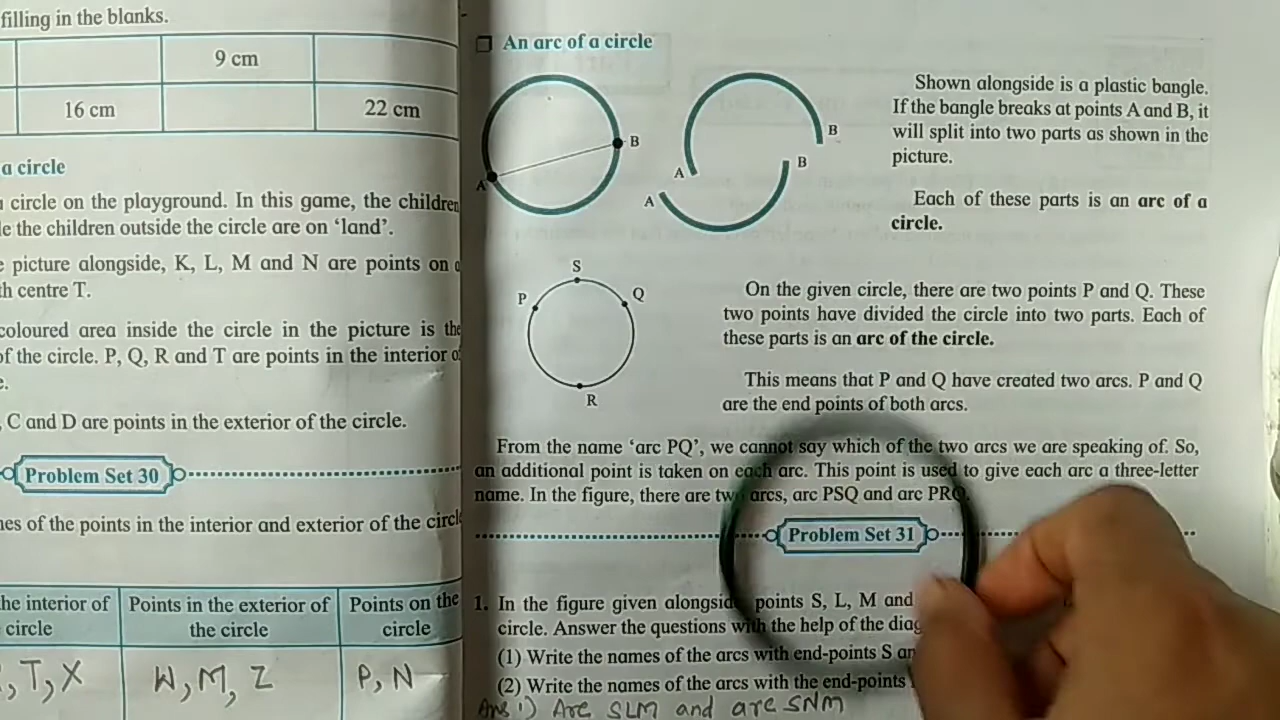 filling in the blanks.
9 cm
16 cm
22 cm
a circle
circle on the playground. In this game, the children
the children outside the circle are on ‘land’.
picture alongside, K, L, M and N are points on
centre T.
coloured area inside the circle in the picture is the
of the circle. P, Q, R and T are points in the interior
C and D are points in the exterior of the circle.
Problem Set 30
of the points in the interior and exterior of the
interior of
circle
Points in the exterior of
the circle
Points on the
circle
, T, X
W, M, Z
P, N
An arc of a circle
A
B
A
B
A
B
Shown alongside is a plastic bangle.
If the bangle breaks at points A and B, it
will split into two parts as shown in the
picture.
Each of these parts is an arc of a
circle.
S
P
Q
R
On the given circle, there are two points P and Q. These
two points have divided the circle into two parts. Each of
these parts is an arc of the circle.
This means that P and Q have created two arcs. P and Q
are the end points of both arcs.
From the name ‘arc PQ’, we cannot say which of the two arcs we are speaking of. So,
an additional point is taken on each arc. This point is used to give each arc a three-letter
name. In the figure, there are two arcs, arc PSQ and arc PRQ.
Problem Set 31
1. In the figure given alongside points S, L, M and
circle. Answer the questions with the help of the
(1) Write the names of the arcs with end-points S
(2) Write the names of the arcs with the end-points
Ans 1) Arc SLM and arc SNM